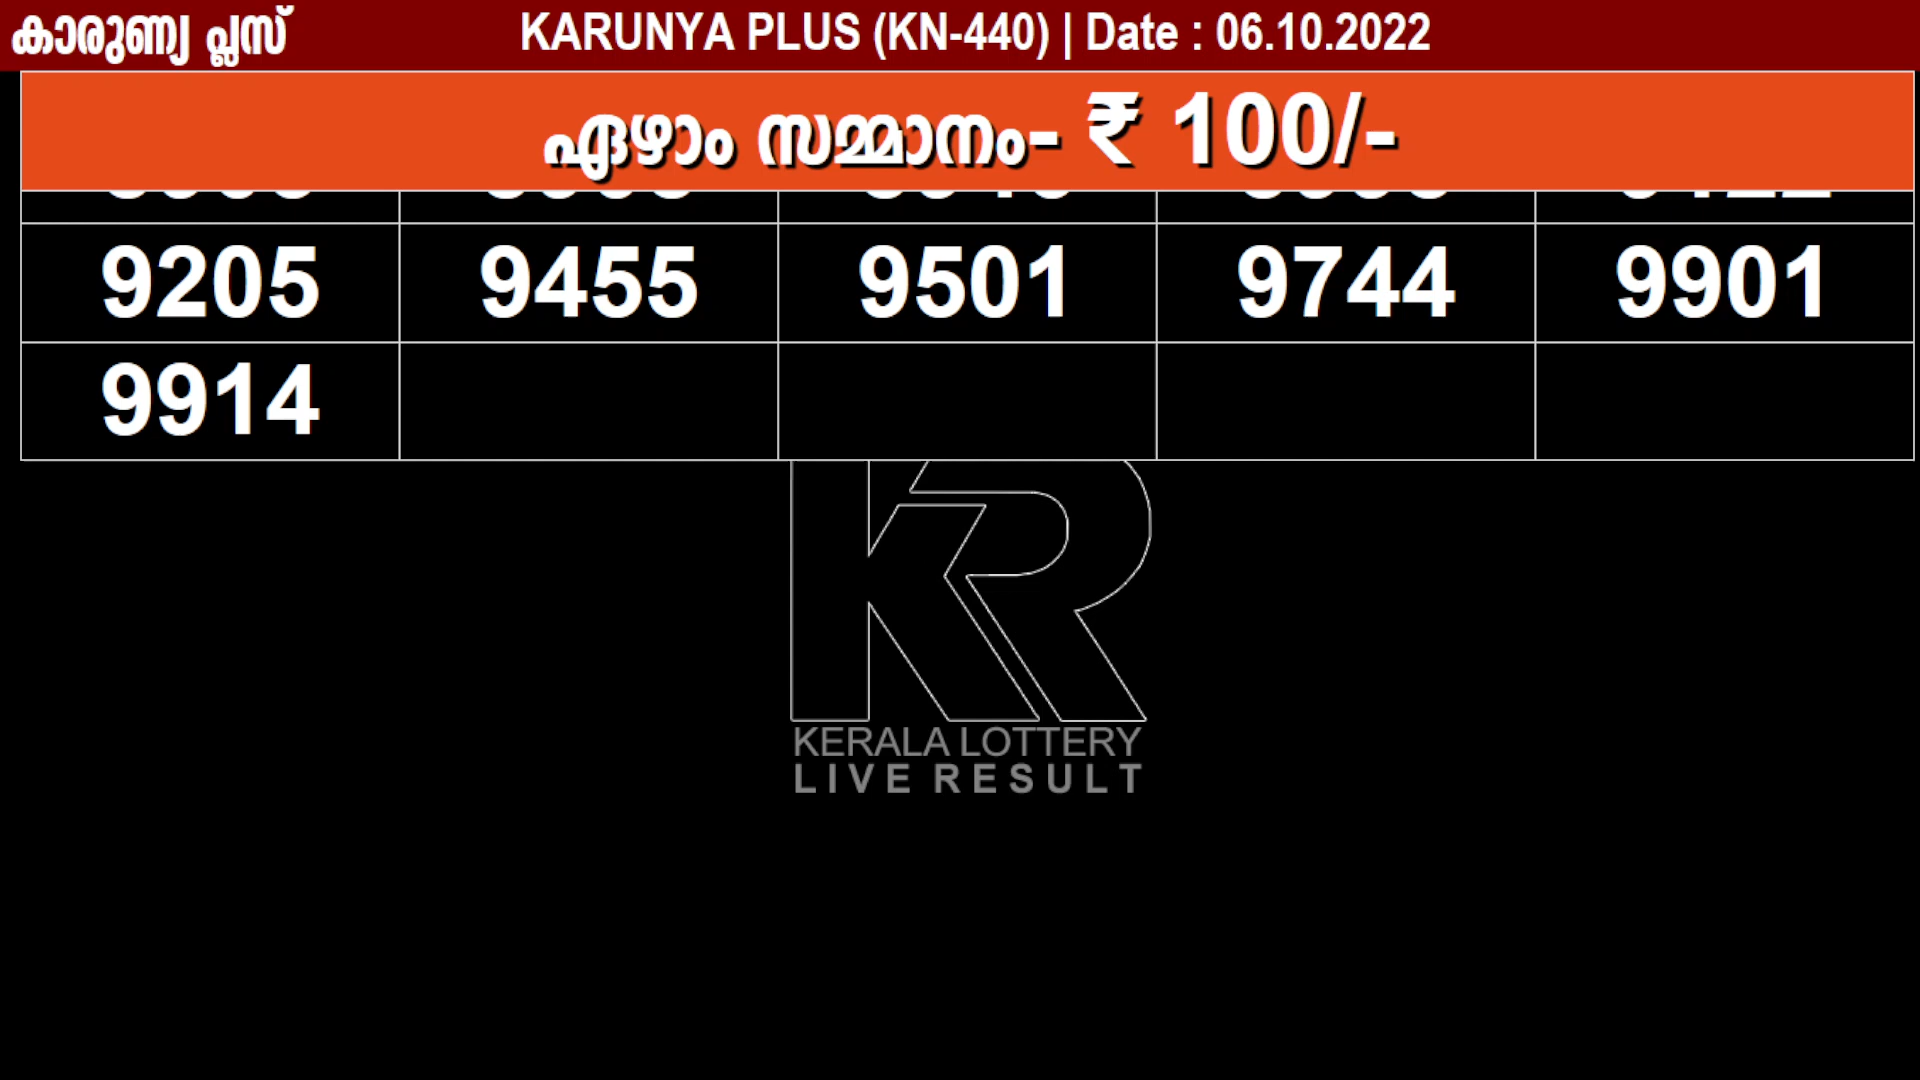 കാരുണ്യ പ്ലസ് KARUNYA PLUS (KN-440) | Date : 06.10.2022
ഏഴാം സമ്മാനം- ₹ 100/-
9205 9455 9501 9744 9901
9914
KR
KERALA LOTTERY
LIVE RESULT